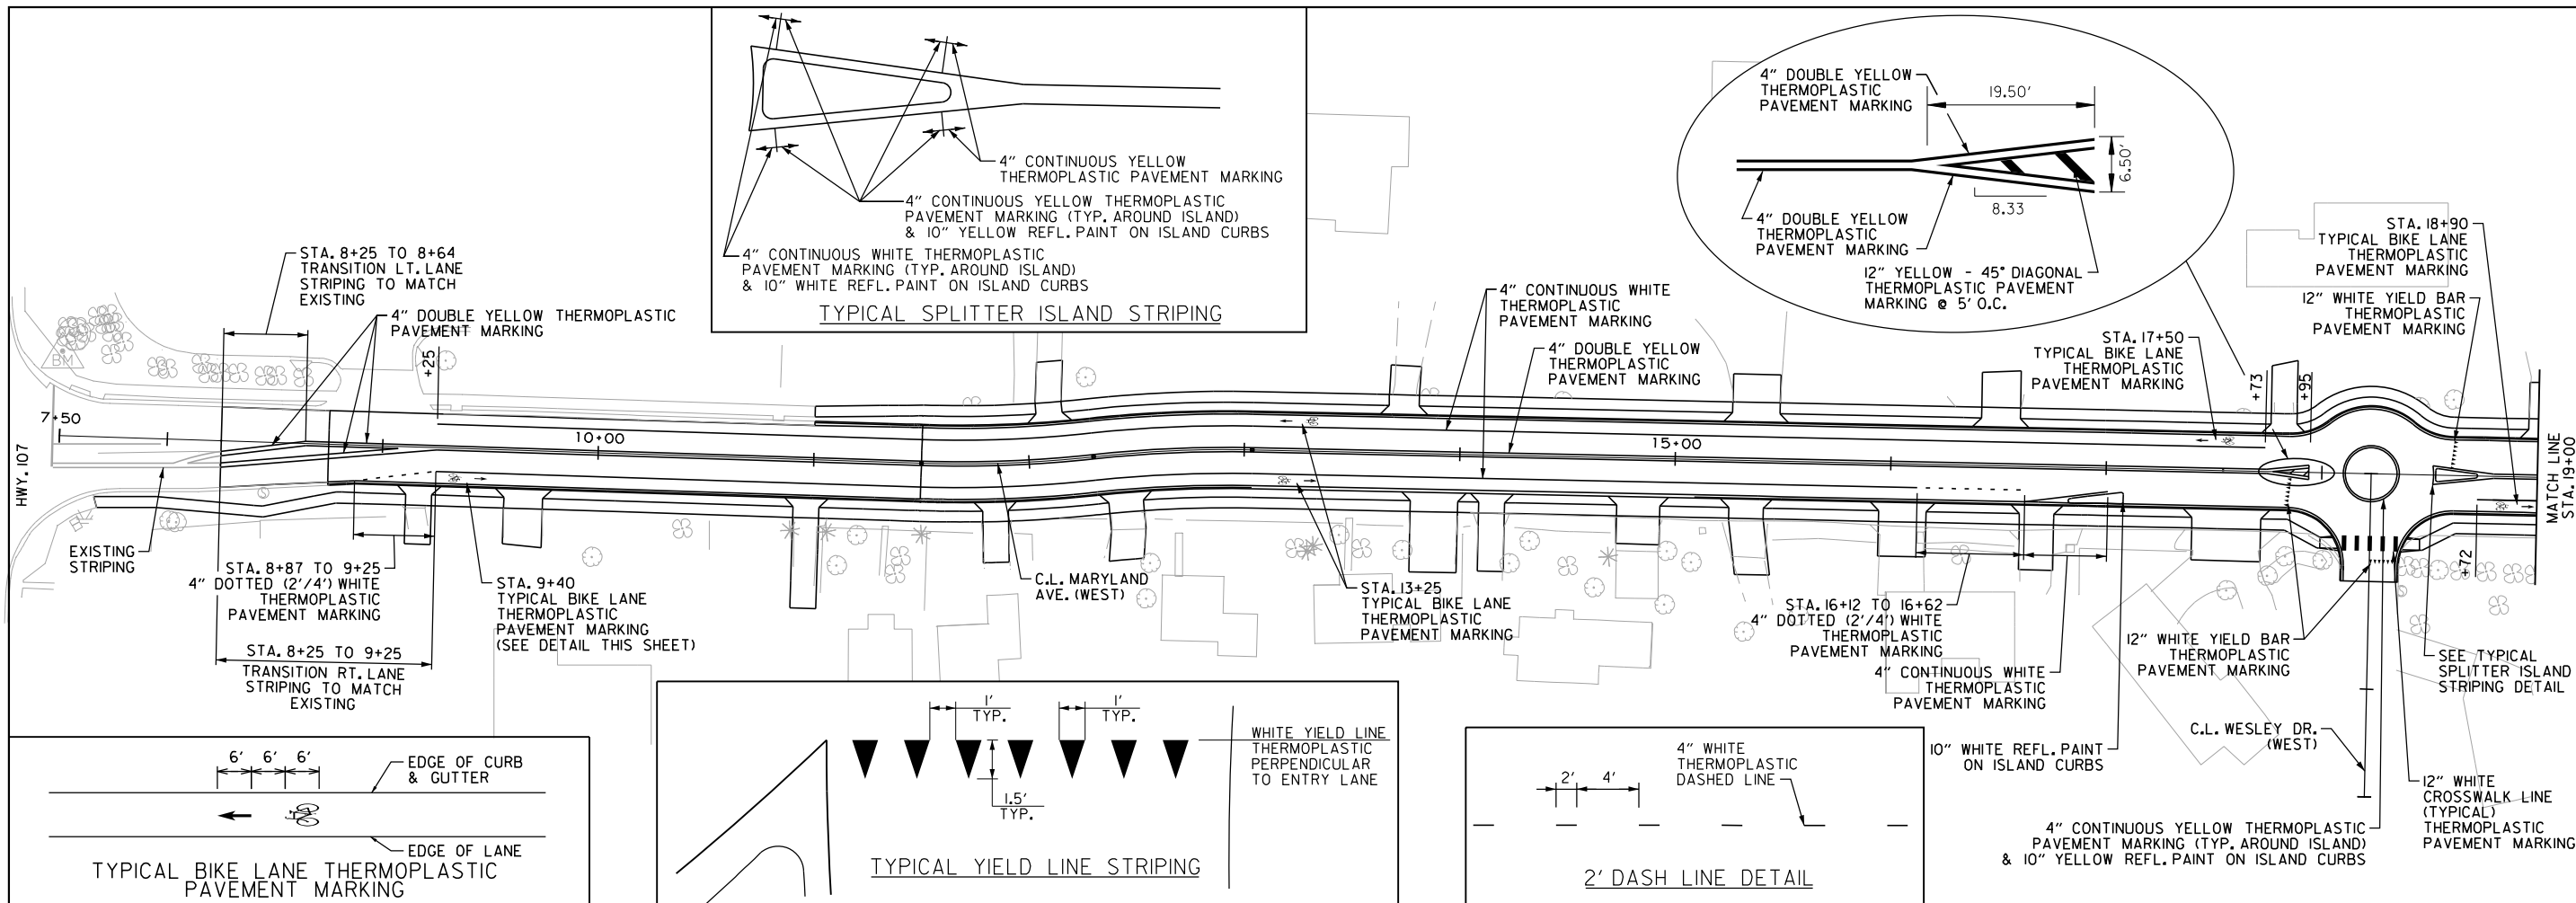 4" CONTINUOUS YELLOW
THERMOPLASTIC PAVEMENT MARKING
4" CONTINUOUS YELLOW THERMOPLASTIC
PAVEMENT MARKING (TYP. AROUND ISLAND)
& 10" YELLOW REFL. PAINT ON ISLAND CURBS
4" CONTINUOUS WHITE THERMOPLASTIC
PAVEMENT MARKING (TYP. AROUND ISLAND)
& 10" WHITE REFL. PAINT ON ISLAND CURBS
TYPICAL SPLITTER ISLAND STRIPING
4" DOUBLE YELLOW
THERMOPLASTIC
PAVEMENT MARKING
19.50'
6.50'
8.33
4" DOUBLE YELLOW
THERMOPLASTIC
PAVEMENT MARKING
12" YELLOW - 45° DIAGONAL
THERMOPLASTIC PAVEMENT
MARKING @ 5' O.C.
STA. 8+25 TO 8+64
TRANSITION LT. LANE
STRIPING TO MATCH
EXISTING
4" DOUBLE YELLOW THERMOPLASTIC
PAVEMENT MARKING
BM
+25
4" CONTINUOUS WHITE
THERMOPLASTIC
PAVEMENT MARKING
4" DOUBLE YELLOW
THERMOPLASTIC
PAVEMENT MARKING
STA. 17+50
TYPICAL BIKE LANE
THERMOPLASTIC
PAVEMENT MARKING
+73
+95
STA. 18+90
TYPICAL BIKE LANE
THERMOPLASTIC
PAVEMENT MARKING
12" WHITE YIELD BAR
THERMOPLASTIC
PAVEMENT MARKING
7+50
10+00
15+00
HWY. 107
MATCH LINE
STA. 19+00
EXISTING
STRIPING
STA. 8+87 TO 9+25
4" DOTTED (2'/4') WHITE
THERMOPLASTIC
PAVEMENT MARKING
STA. 8+25 TO 9+25
TRANSITION RT. LANE
STRIPING TO MATCH
EXISTING
STA. 9+40
TYPICAL BIKE LANE
THERMOPLASTIC
PAVEMENT MARKING
(SEE DETAIL THIS SHEET)
C.L. MARYLAND
AVE. (WEST)
STA. 13+25
TYPICAL BIKE LANE
THERMOPLASTIC
PAVEMENT MARKING
STA. 16+12 TO 16+62
4" DOTTED (2'/4') WHITE
THERMOPLASTIC
PAVEMENT MARKING
4" CONTINUOUS WHITE
THERMOPLASTIC
PAVEMENT MARKING
10" WHITE REFL. PAINT
ON ISLAND CURBS
12" WHITE YIELD BAR
THERMOPLASTIC
PAVEMENT MARKING
+72
SEE TYPICAL
SPLITTER ISLAND
STRIPING DETAIL
C.L. WESLEY DR.
(WEST)
12" WHITE
CROSSWALK LINE
(TYPICAL)
THERMOPLASTIC
PAVEMENT MARKING
4" CONTINUOUS YELLOW THERMOPLASTIC
PAVEMENT MARKING (TYP. AROUND ISLAND)
& 10" YELLOW REFL. PAINT ON ISLAND CURBS
6' 6' 6'
EDGE OF CURB
& GUTTER
EDGE OF LANE
TYPICAL BIKE LANE THERMOPLASTIC
PAVEMENT MARKING
1'
TYP.
1'
TYP.
1.5'
TYP.
WHITE YIELD LINE
THERMOPLASTIC
PERPENDICULAR
TO ENTRY LANE
TYPICAL YIELD LINE STRIPING
4" WHITE
THERMOPLASTIC
DASHED LINE
2' 4'
2' DASH LINE DETAIL